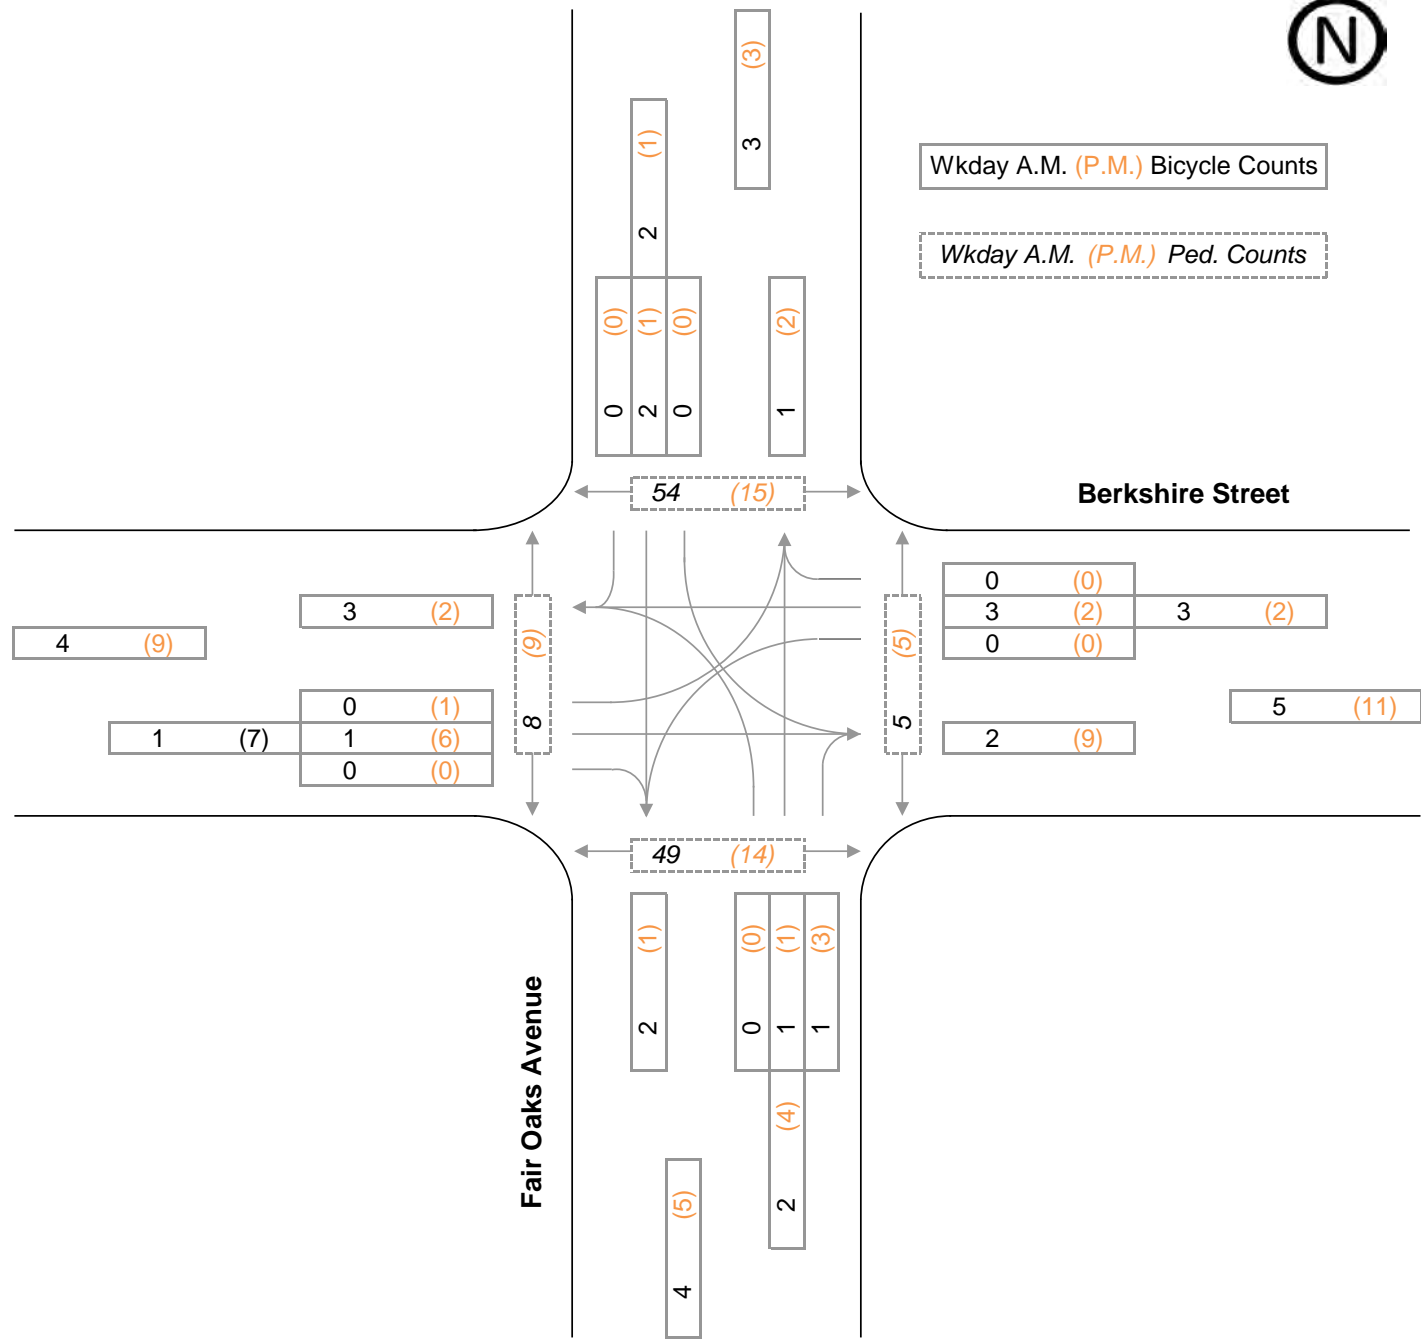 N
(3)
3
Wkday A.M. (P.M.) Bicycle Counts
(1)
2
Wkday A.M. (P.M.) Ped. Counts
(0) (1) (0) (2)
0 2 0 1
54 (15)
Berkshire Street
0 (0)
3 (2) 3 (2)
0 (0)
5 (11)
2 (9)
3 (2)
4 (9)
0 (1)
1 (7) 1 (6)
0 (0)
(9)
8
(5)
5
49 (14)
(1) (0) (1) (3)
2 0 1 1
Fair Oaks Avenue
(4)
2
(5)
4